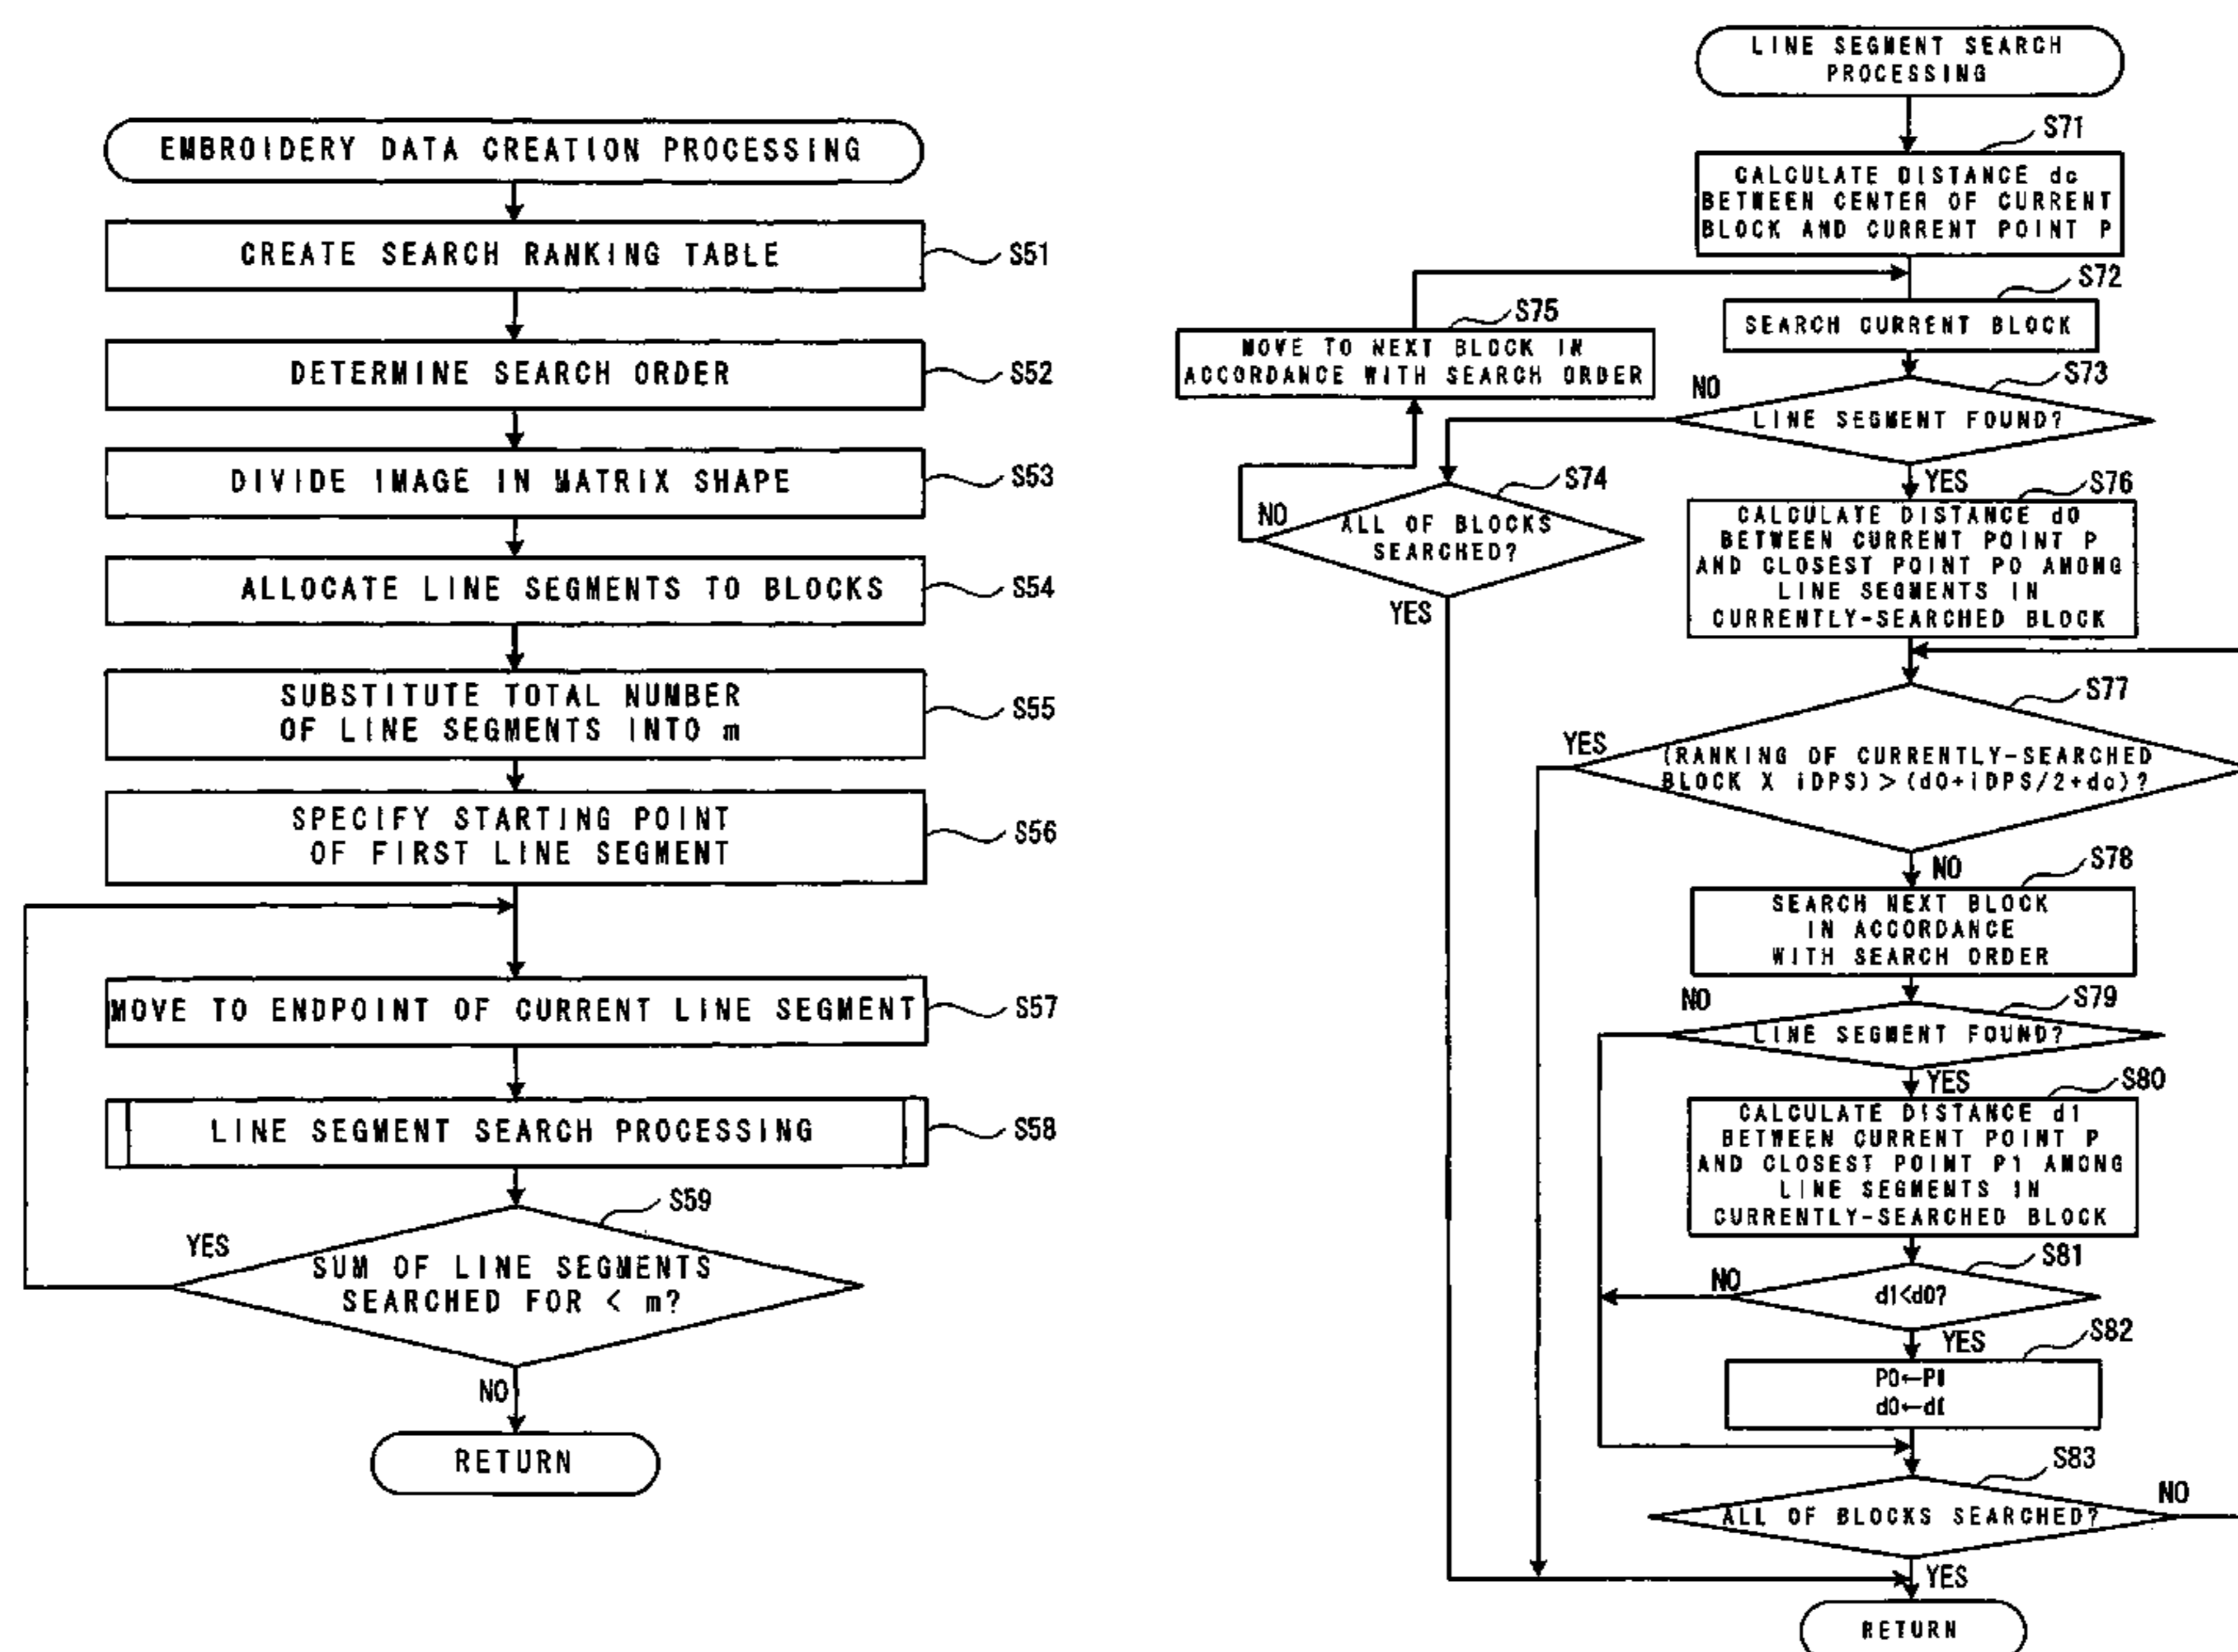 EMBROIDERY DATA CREATION PROCESSING
CREATE SEARCH RANKING TABLE
S51
DETERMINE SEARCH ORDER
S52
DIVIDE IMAGE IN MATRIX SHAPE
S53
ALLOCATE LINE SEGMENTS TO BLOCKS
S54
SUBSTITUTE TOTAL NUMBER
OF LINE SEGMENTS INTO m
S55
SPECIFY STARTING POINT
OF FIRST LINE SEGMENT
S56
MOVE TO ENDPOINT OF CURRENT LINE SEGMENT
S57
LINE SEGMENT SEARCH PROCESSING
S58
S59
YES
SUM OF LINE SEGMENTS
SEARCHED FOR < m?
NO
RETURN
LINE SEGMENT SEARCH
PROCESSING
S71
CALCULATE DISTANCE dc
BETWEEN CENTER OF CURRENT
BLOCK AND CURRENT POINT P
S72
SEARCH CURRENT BLOCK
S75
MOVE TO NEXT BLOCK IN
ACCORDANCE WITH SEARCH ORDER
S73
NO
LINE SEGMENT FOUND?
YES
S74
NO
ALL OF BLOCKS
SEARCHED?
YES
S76
CALCULATE DISTANCE d0
BETWEEN CURRENT POINT P
AND CLOSEST POINT P0 AMONG
LINE SEGMENTS IN
CURRENTLY-SEARCHED BLOCK
S77
YES
(RANKING OF CURRENTLY-SEARCHED
BLOCK X iDPS) > (d0+iDPS/2+dc)?
NO
S78
SEARCH NEXT BLOCK
IN ACCORDANCE
WITH SEARCH ORDER
S79
NO
LINE SEGMENT FOUND?
YES
S80
CALCULATE DISTANCE d1
BETWEEN CURRENT POINT P
AND CLOSEST POINT P1 AMONG
LINE SEGMENTS IN
CURRENTLY-SEARCHED BLOCK
S81
NO
d1<d0?
YES
S82
P0←P1
d0←d1
S83
ALL OF BLOCKS SEARCHED?
NO
YES
RETURN